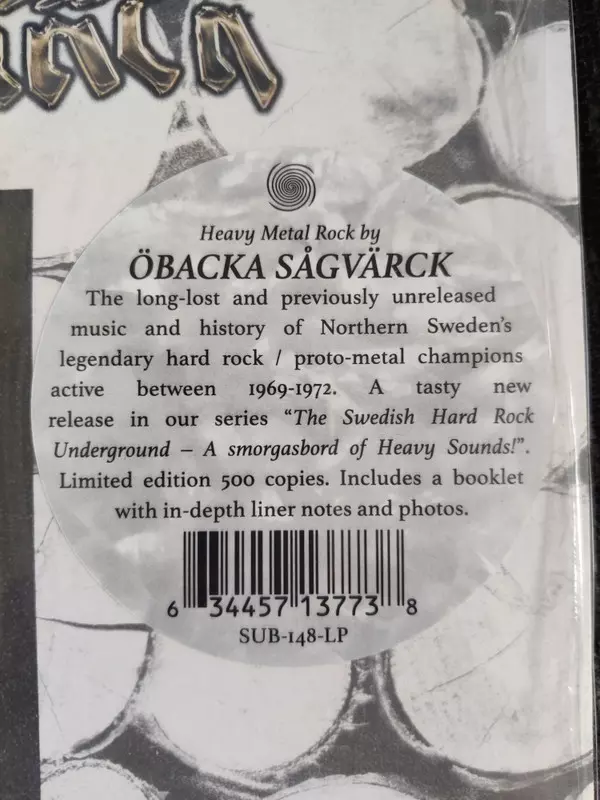 Heavy Metal Rock by
ÖBACKA SÅGVÄRCK
The long-lost and previously unreleased
music and history of Northern Sweden's
legendary hard rock / proto-metal champions
active between 1969-1972. A tasty new
release in our series “The Swedish Hard Rock
Underground – A smorgasbord of Heavy Sounds!”.
Limited edition 500 copies. Includes a booklet
with in-depth liner notes and photos.
6 34457 13773 8
SUB-148-LP